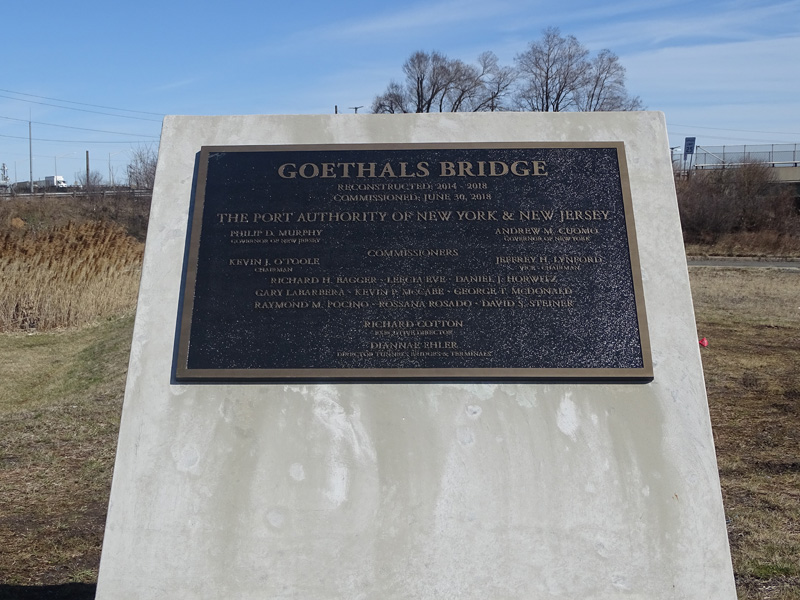 GOETHALS BRIDGE
RECONSTRUCTED: 2014 - 2018
COMMISSIONED: JUNE 30, 2018
THE PORT AUTHORITY OF NEW YORK & NEW JERSEY
PHILIP D. MURPHY ANDREW M. CUOMO
GOVERNOR OF NEW JERSEY GOVERNOR OF NEW YORK
COMMISSIONERS
KEVIN J. O'TOOLE JEFFREY H. LYNFORD
CHAIRMAN VICE - CHAIRMAN
RICHARD H. BAGGER - LEECIA EVE - DANIEL J. HORWITZ
GARY LABARBERA - KEVIN P. MCCABE - GEORGE T. MCDONALD
RAYMOND M. POCINO - ROSSANA ROSADO - DAVID S. STEINER
RICHARD COTTON
EXECUTIVE DIRECTOR
DIANNAE EHLER
DIRECTOR TUNNELS BRIDGES & TERMINALS